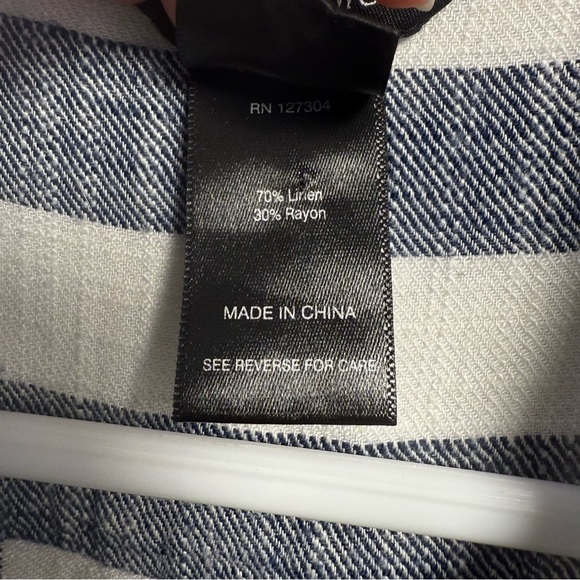 RN 127304
70% Linen
30% Rayon
MADE IN CHINA
SEE REVERSE FOR CARE